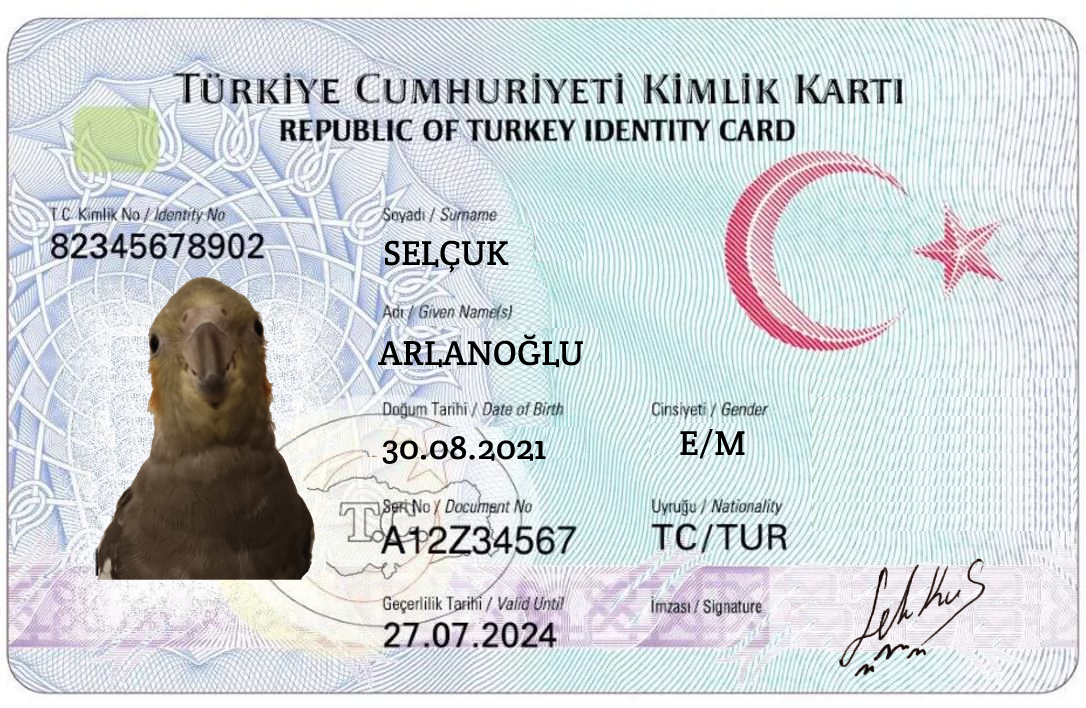 TÜRKİYE CUMHURİYETİ KİMLİK KARTI
REPUBLIC OF TURKEY IDENTITY CARD
T.C. Kimlik No / Identity No
82345678902
Soyadı / Surname
SELÇUK
Adı / Given Name(s)
ARLANOĞLU
Doğum Tarihi / Date of Birth
30.08.2021
Cinsiyeti / Gender
E/M
T.C.
Seri No / Document No
A12Z34567
Uyruğu / Nationality
TC/TUR
Geçerlilik Tarihi / Valid Until
27.07.2024
İmzası / Signature